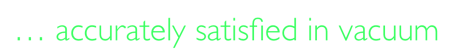 … accurately satisfied in vacuum